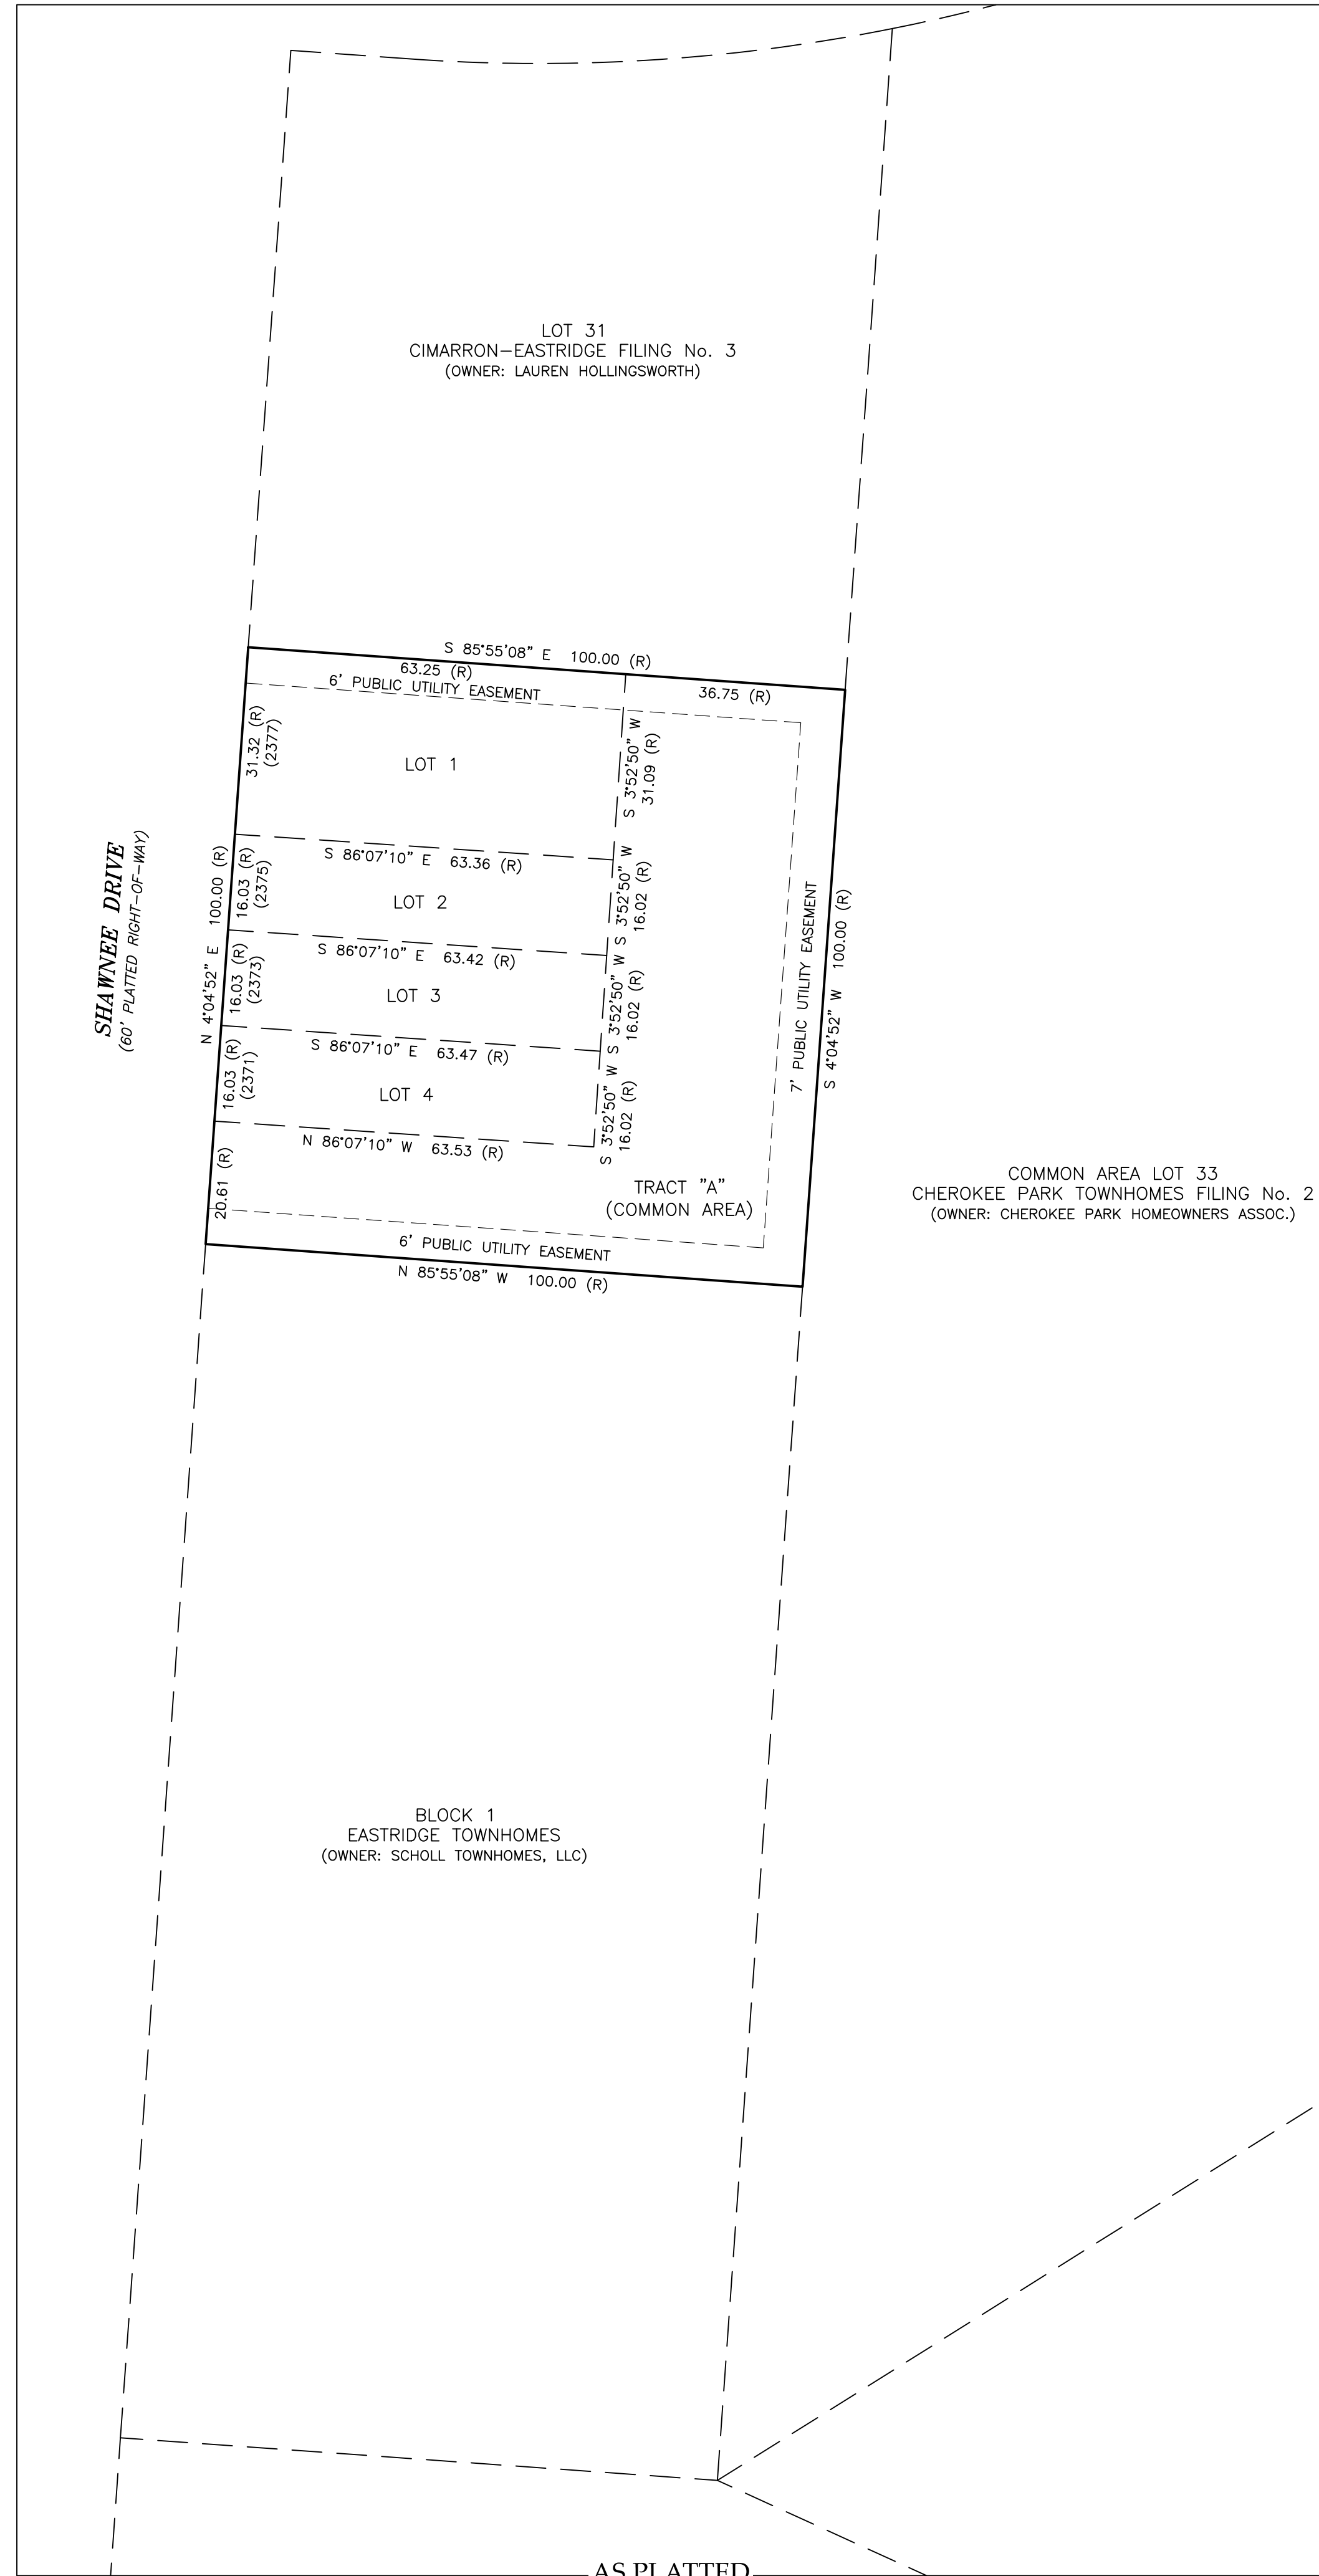 LOT 31
CIMARRON-EASTRIDGE FILING No. 3
(OWNER: LAUREN HOLLINGSWORTH)
S 85°55'08" E 100.00 (R)
63.25 (R)
36.75 (R)
6' PUBLIC UTILITY EASEMENT
31.32 (R)
(2377)
LOT 1
S 3°52'50" W
31.09 (R)
SHAWNEE DRIVE
(60' PLATTED RIGHT-OF-WAY)
N 4°04'52" E 100.00 (R)
S 86°07'10" E 63.36 (R)
16.03 (R)
(2375)
LOT 2
S 3°52'50" W
16.02 (R)
S 86°07'10" E 63.42 (R)
16.03 (R)
(2373)
LOT 3
S 3°52'50" W
16.02 (R)
S 86°07'10" E 63.47 (R)
16.03 (R)
(2371)
LOT 4
S 3°52'50" W
16.02 (R)
N 86°07'10" W 63.53 (R)
7' PUBLIC UTILITY EASEMENT
S 4°04'52" W 100.00 (R)
20.61 (R)
TRACT "A"
(COMMON AREA)
6' PUBLIC UTILITY EASEMENT
N 85°55'08" W 100.00 (R)
COMMON AREA LOT 33
CHEROKEE PARK TOWNHOMES FILING No. 2
(OWNER: CHEROKEE PARK HOMEOWNERS ASSOC.)
BLOCK 1
EASTRIDGE TOWNHOMES
(OWNER: SCHOLL TOWNHOMES, LLC)
AS PLATTED